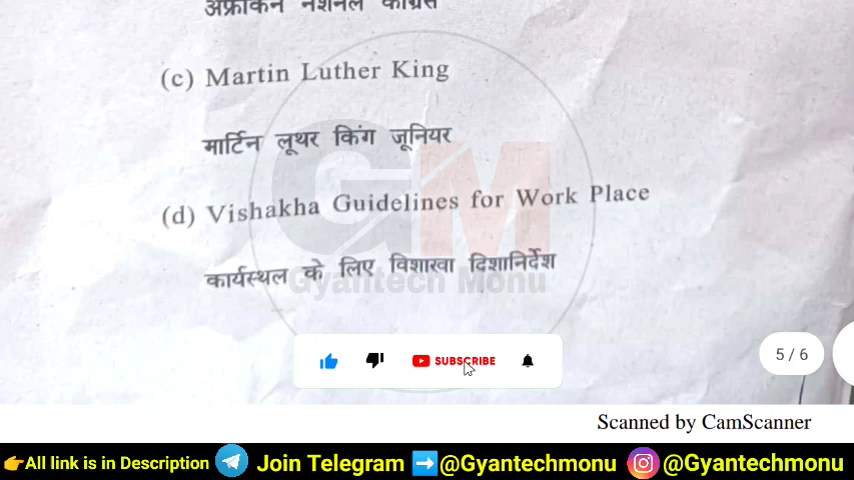 अफ्रीकन नेशनल कांग्रेस
(c) Martin Luther King
मार्टिन लूथर किंग जूनियर
(d) Vishakha Guidelines for Work Place
कार्यस्थल के लिए विशाखा दिशानिर्देश
GM
Gyantech Monu
SUBSCRIBE
5 / 6
Scanned by CamScanner
👉All link is in Description Join Telegram ➡️@Gyantechmonu @Gyantechmonu